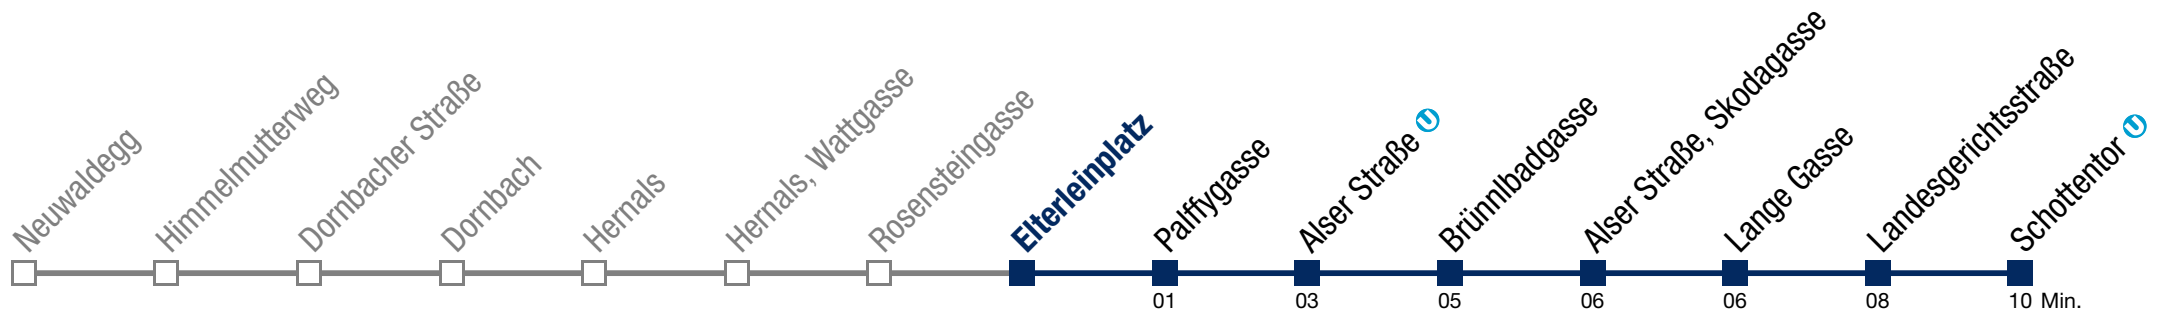 Neuwaldegg
Himmelmutterweg
Dornbacher Straße
Dornbach
Hernals
Hernals, Wattgasse
Rosensteingasse
Elterleinplatz
Palffygasse
Alser Straße U
Brünnlbadgasse
Alser Straße, Skodagasse
Lange Gasse
Landesgerichtsstraße
Schottentor U
01 03 05 06 06 08 10 Min.